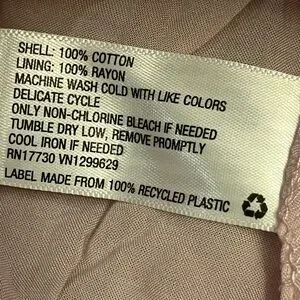 SHELL: 100% COTTON
LINING: 100% RAYON
MACHINE WASH COLD WITH LIKE COLORS
DELICATE CYCLE
ONLY NON-CHLORINE BLEACH IF NEEDED
TUMBLE DRY LOW, REMOVE PROMPTLY
COOL IRON IF NEEDED
RN17730 VN1299629
LABEL MADE FROM 100% RECYCLED PLASTIC